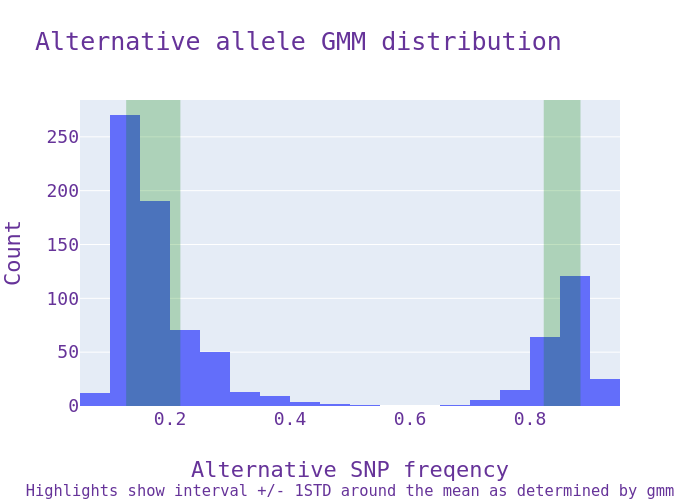 Alternative allele GMM distribution
250
200
150
100
50
0
Count
0.2 0.4 0.6 0.8
Alternative SNP freqency
Highlights show interval +/- 1STD around the mean as determined by gmm